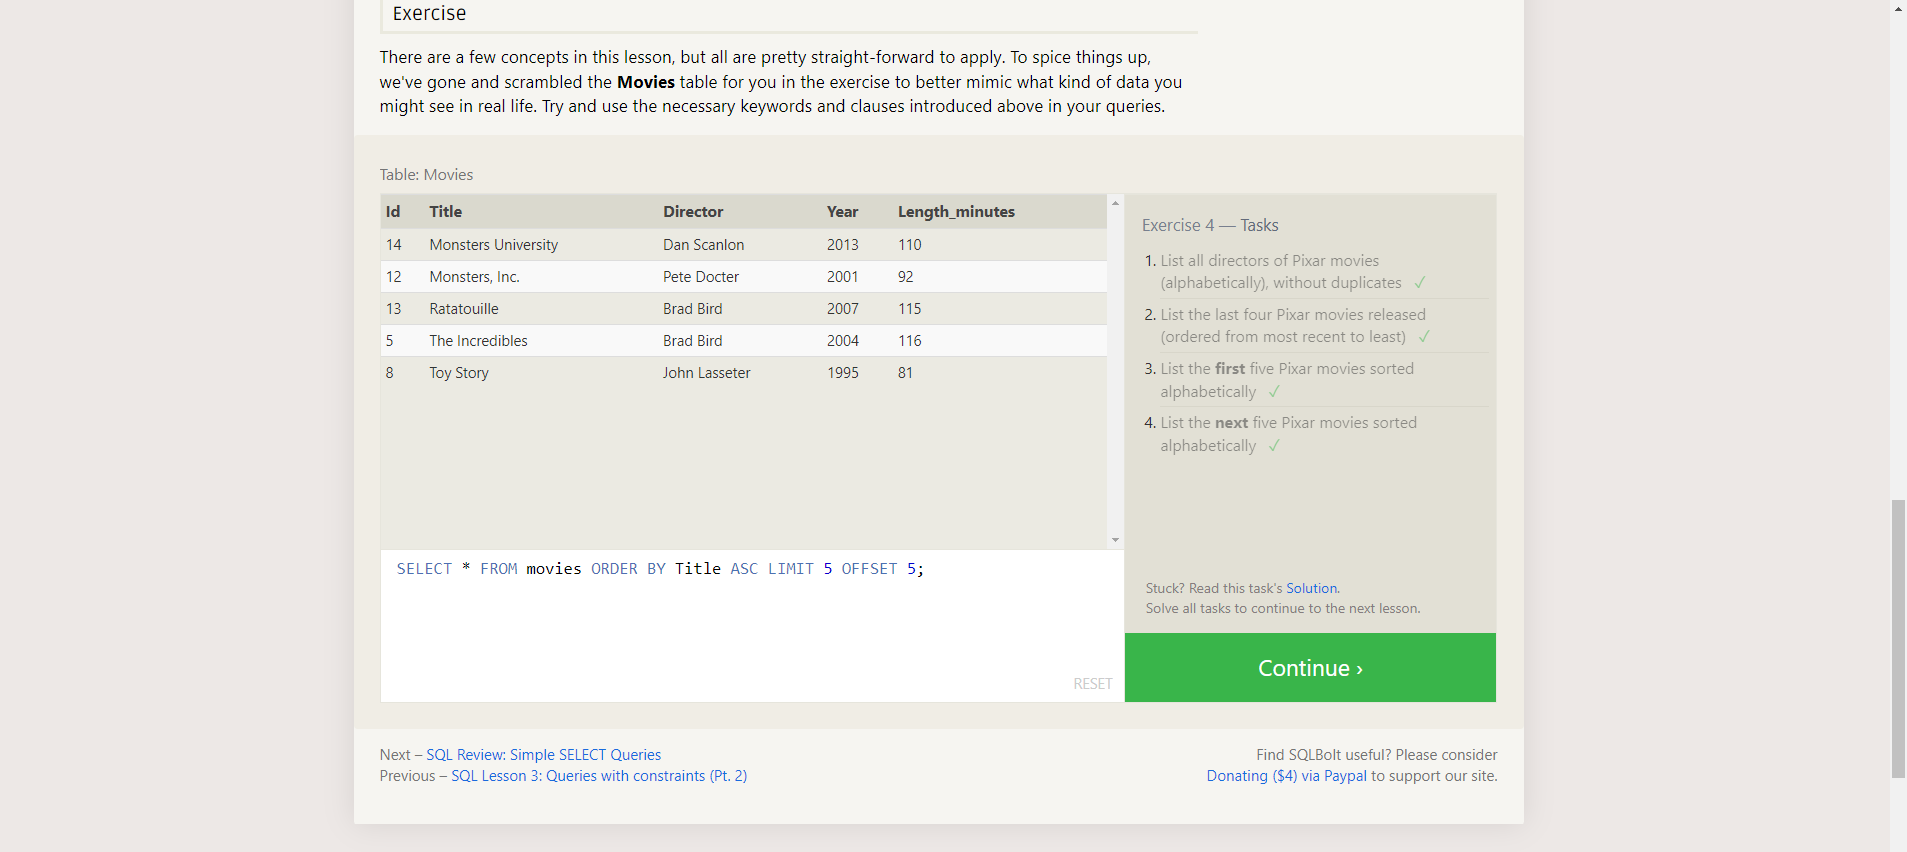 Exercise
There are a few concepts in this lesson, but all are pretty straight-forward to apply. To spice things up,
we've gone and scrambled the Movies table for you in the exercise to better mimic what kind of data you
might see in real life. Try and use the necessary keywords and clauses introduced above in your queries.
Table: Movies
Id Title Director Year Length_minutes
14 Monsters University Dan Scanlon 2013 110
12 Monsters, Inc. Pete Docter 2001 92
13 Ratatouille Brad Bird 2007 115
5 The Incredibles Brad Bird 2004 116
8 Toy Story John Lasseter 1995 81
SELECT * FROM movies ORDER BY Title ASC LIMIT 5 OFFSET 5;
RESET
Exercise 4 — Tasks
1. List all directors of Pixar movies
(alphabetically), without duplicates ✓
2. List the last four Pixar movies released
(ordered from most recent to least) ✓
3. List the first five Pixar movies sorted
alphabetically ✓
4. List the next five Pixar movies sorted
alphabetically ✓
Stuck? Read this task's Solution.
Solve all tasks to continue to the next lesson.
Continue ›
Next – SQL Review: Simple SELECT Queries
Previous – SQL Lesson 3: Queries with constraints (Pt. 2)
Find SQLBolt useful? Please consider
Donating ($4) via Paypal to support our site.